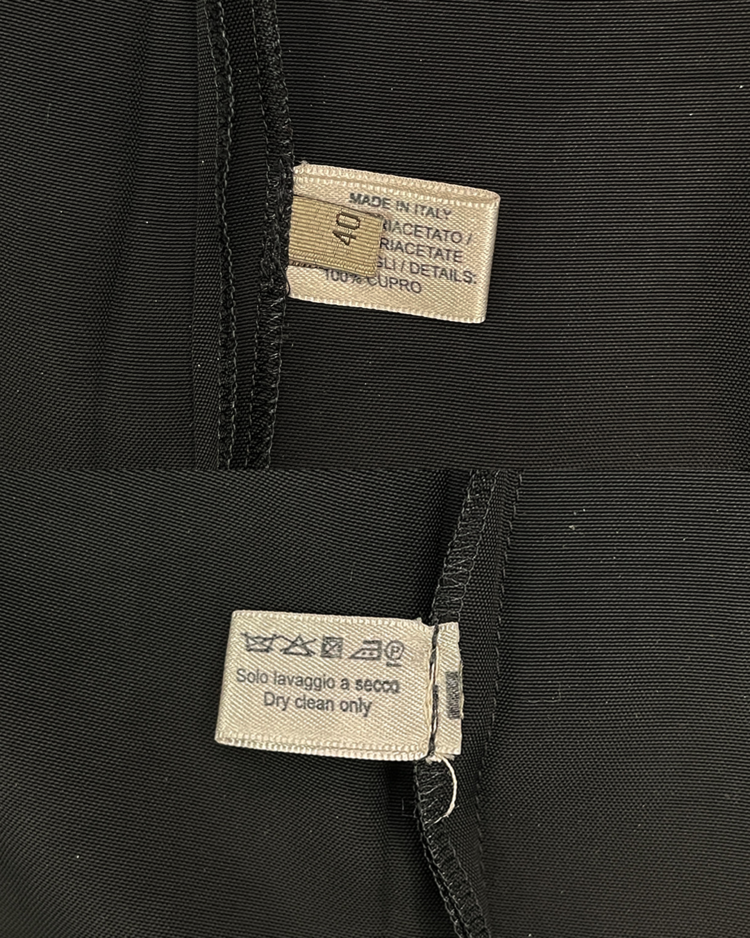 MADE IN ITALY
40
RIACETATO /
RIACETATE
GLI / DETAILS:
100% CUPRO
P
Solo lavaggio a secco
Dry clean only